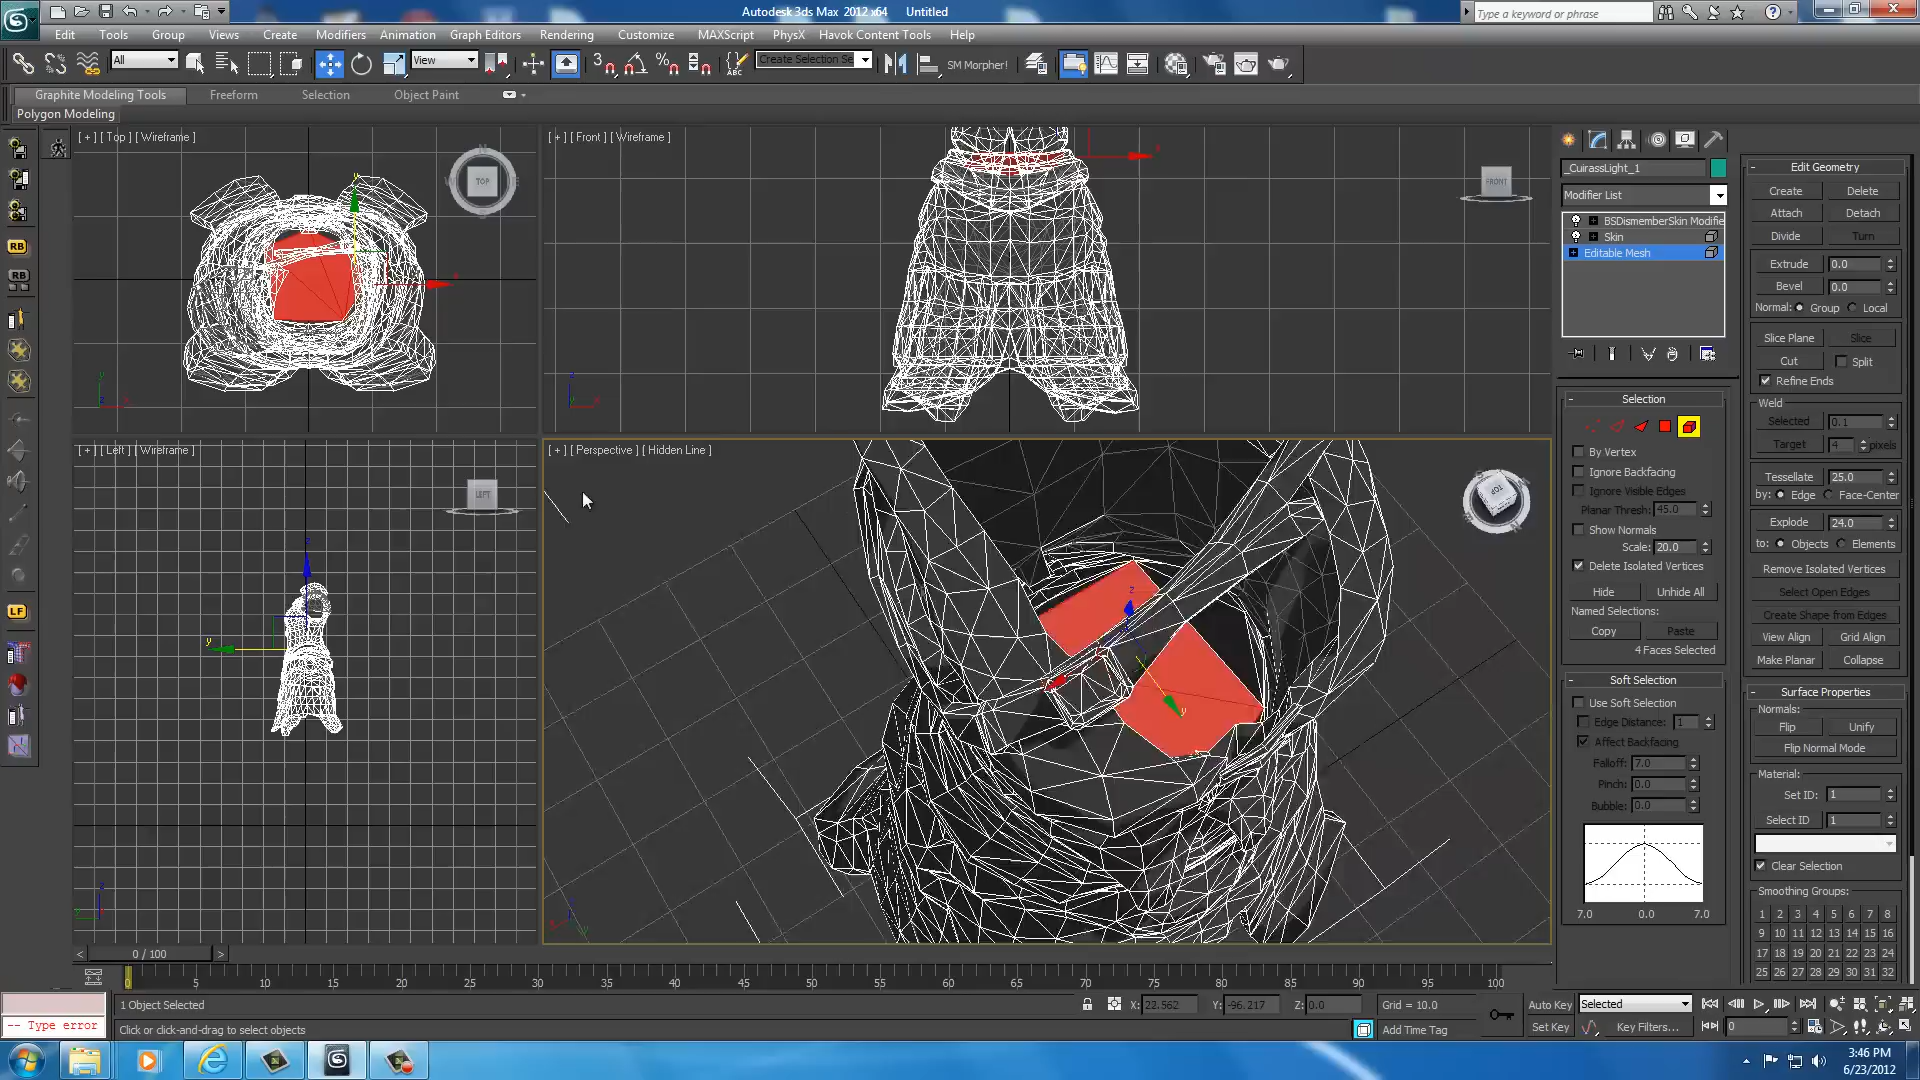 Autodesk 3ds Max 2012 x64 Untitled
Type a keyword or phrase
Edit Tools Group Views Create Modifiers Animation Graph Editors Rendering Customize MAXScript PhysX Havok Content Tools Help
All View Create Selection Se SM Morpher!
Graphite Modeling Tools Freeform Selection Object Paint
Polygon Modeling
[ + ] [ Top ] [ Wireframe ]
TOP
[ + ] [ Front ] [ Wireframe ]
FRONT
[ + ] [ Left ] [ Wireframe ]
LEFT
[ + ] [ Perspective ] [ Hidden Line ]
TOP
RB
RB
LF
_CuirassLight_1
Modifier List
BSDismemberSkin Modifie
Skin
Editable Mesh
Selection
By Vertex
Ignore Backfacing
Ignore Visible Edges
Planar Thresh: 45.0
Show Normals
Scale: 20.0
Delete Isolated Vertices
Hide Unhide All
Named Selections:
Copy Paste
4 Faces Selected
Soft Selection
Use Soft Selection
Edge Distance: 1
Affect Backfacing
Falloff: 7.0
Pinch: 0.0
Bubble: 0.0
7.0 0.0 7.0
Edit Geometry
Create Delete
Attach Detach
Divide Turn
Extrude 0.0
Bevel 0.0
Normal: Group Local
Slice Plane Slice
Cut Split
Refine Ends
Weld
Selected 0.1
Target 4 pixels
Tessellate 25.0
by: Edge Face-Center
Explode 24.0
to: Objects Elements
Remove Isolated Vertices
Select Open Edges
Create Shape from Edges
View Align Grid Align
Make Planar Collapse
Surface Properties
Normals:
Flip Unify
Flip Normal Mode
Material:
Set ID: 1
Select ID 1
Clear Selection
Smoothing Groups:
1 2 3 4 5 6 7 8
9 10 11 12 13 14 15 16
17 18 19 20 21 22 23 24
25 26 27 28 29 30 31 32
< 0 / 100 >
0 5 10 15 20 25 30 35 40 45 50 55 60 65 70 75 80 85 90 95 100
1 Object Selected X: 22.562 Y: -96.217 Z: 0.0 Grid = 10.0 Auto Key Selected
-- Type error Click or click-and-drag to select objects Add Time Tag Set Key Key Filters... 0
3:46 PM
6/23/2012